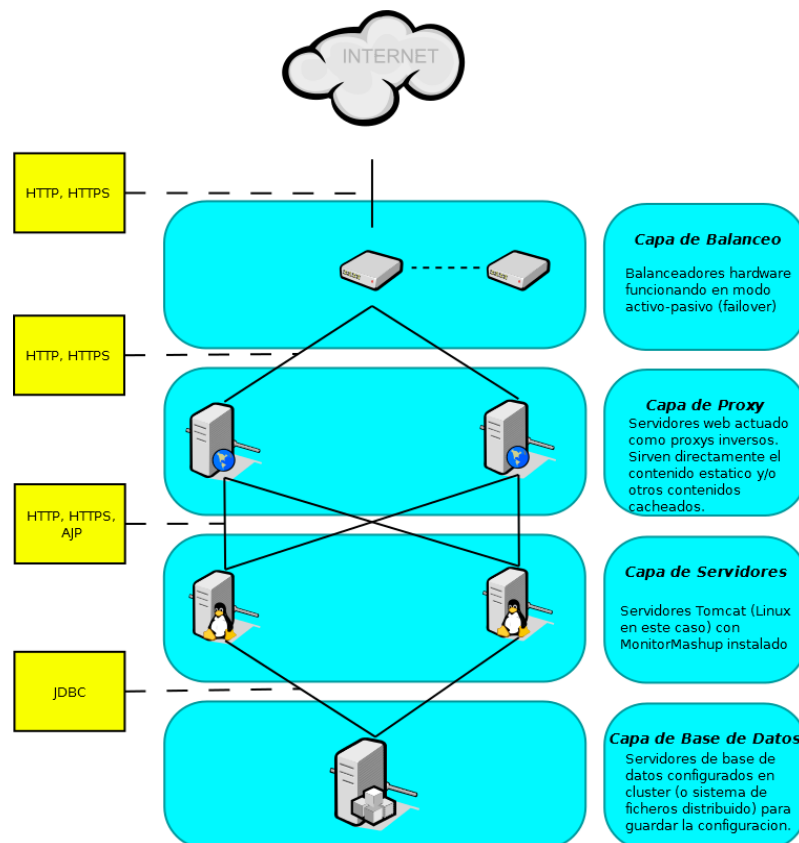 INTERNET
HTTP, HTTPS
Capa de Balanceo
Balanceadores hardware
funcionando en modo
activo-pasivo (failover)
HTTP, HTTPS
Capa de Proxy
Servidores web actuado
como proxys inversos.
Sirven directamente el
contenido estatico y/o
otros contenidos
cacheados.
HTTP, HTTPS,
AJP
Capa de Servidores
Servidores Tomcat (Linux
en este caso) con
MonitorMashup instalado
JDBC
Capa de Base de Datos
Servidores de base de
datos configurados en
cluster (o sistema de
ficheros distribuido) para
guardar la configuracion.